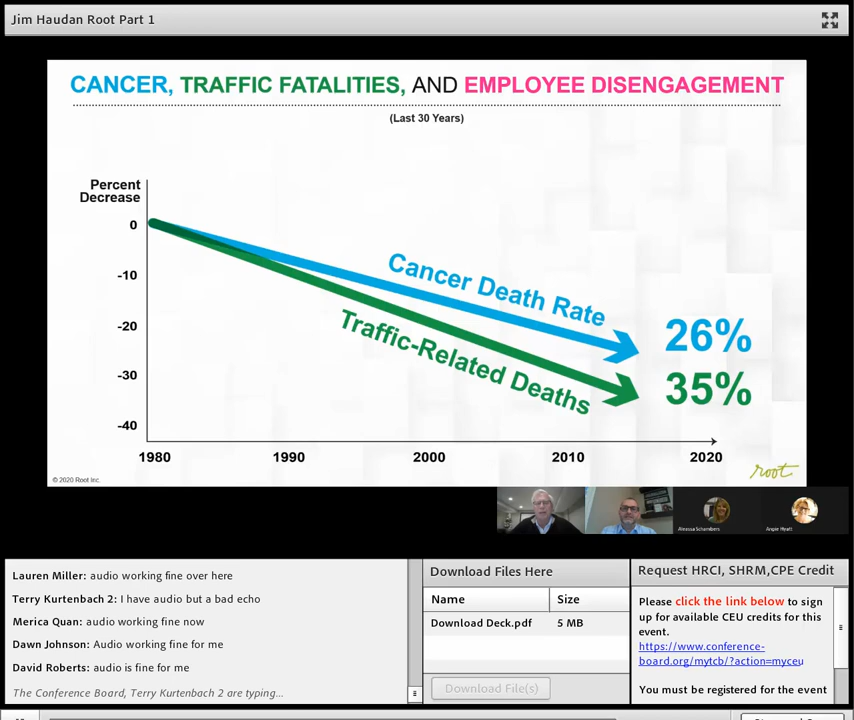 Jim Haudan Root Part 1
CANCER, TRAFFIC FATALITIES, AND EMPLOYEE DISENGAGEMENT
(Last 30 Years)
Percent
Decrease
0
-10
-20
-30
-40
Cancer Death Rate
26%
Traffic-Related Deaths
35%
1980 1990 2000 2010 2020
© 2020 Root Inc.
root
Alessa Schambers
Angie Hyatt
Lauren Miller: audio working fine over here
Terry Kurtenbach 2: I have audio but a bad echo
Merica Quan: audio working fine now
Dawn Johnson: Audio working fine for me
David Roberts: audio is fine for me
The Conference Board, Terry Kurtenbach 2 are typing...
Download Files Here
Name Size
Download Deck.pdf 5 MB
Download File(s)
Request HRCI, SHRM,CPE Credit
Please click the link below to sign
up for available CEU credits for this
event.
https://www.conference-
board.org/mytcb/?action=myceu
You must be registered for the event